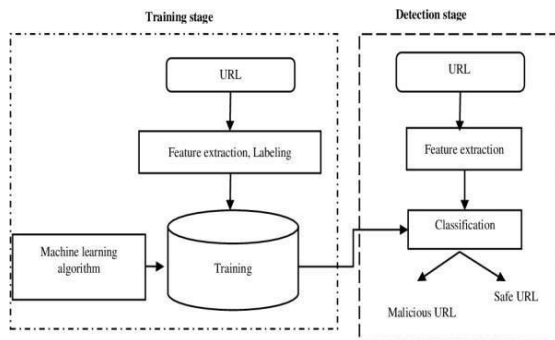 Training stage
URL
Feature extraction, Labeling
Machine learning
algorithm
Training
Detection stage
URL
Feature extraction
Classification
Malicious URL
Safe URL